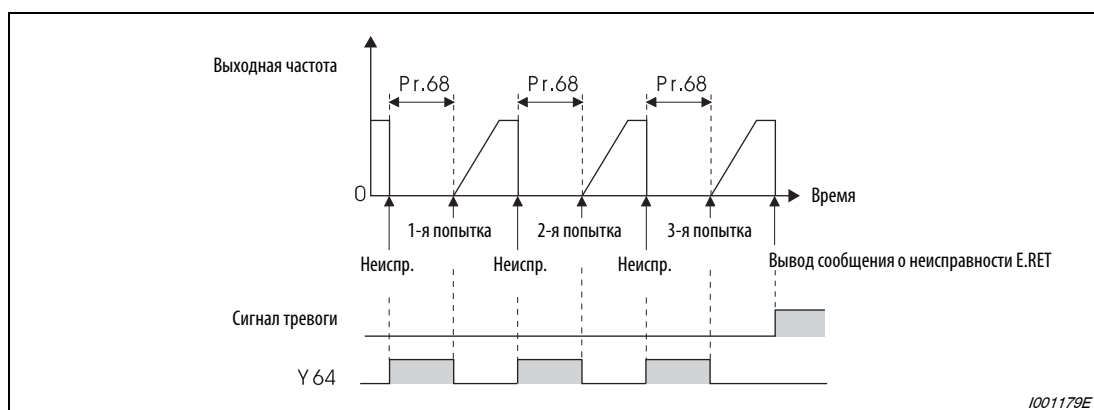 Выходная частота
Pr.68 Pr.68 Pr.68
0
Время
1-я попытка 2-я попытка 3-я попытка
Неиспр. Неиспр. Неиспр. Вывод сообщения о неисправности E.RET
Сигнал тревоги
Y64
I001179E